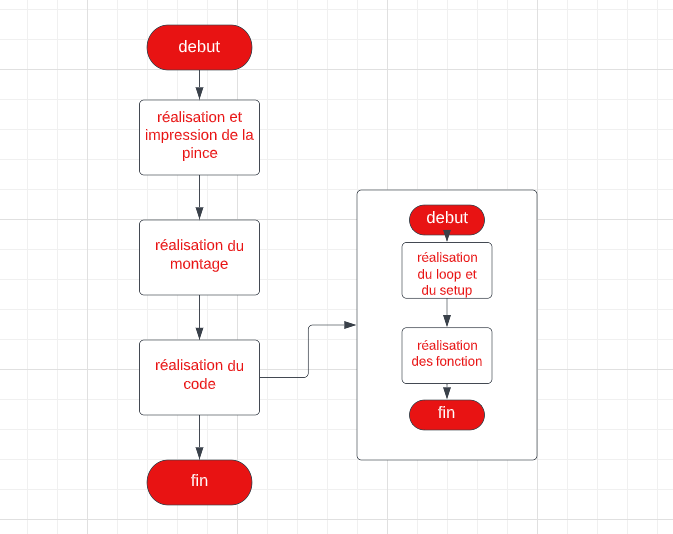 debut
réalisation et
impression de la
pince
réalisation du
montage
réalisation du
code
fin
debut
réalisation
du loop et
du setup
réalisation
des fonction
fin